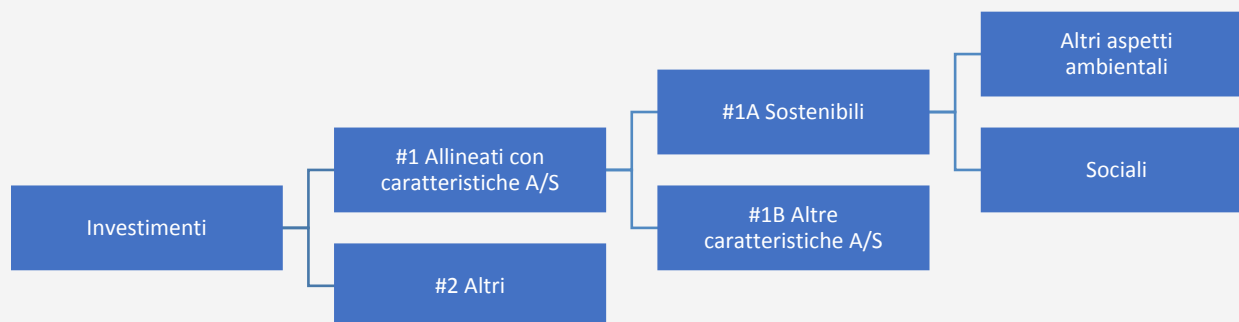 Investimenti
#1 Allineati con
caratteristiche A/S
#2 Altri
#1A Sostenibili
#1B Altre
caratteristiche A/S
Altri aspetti
ambientali
Sociali